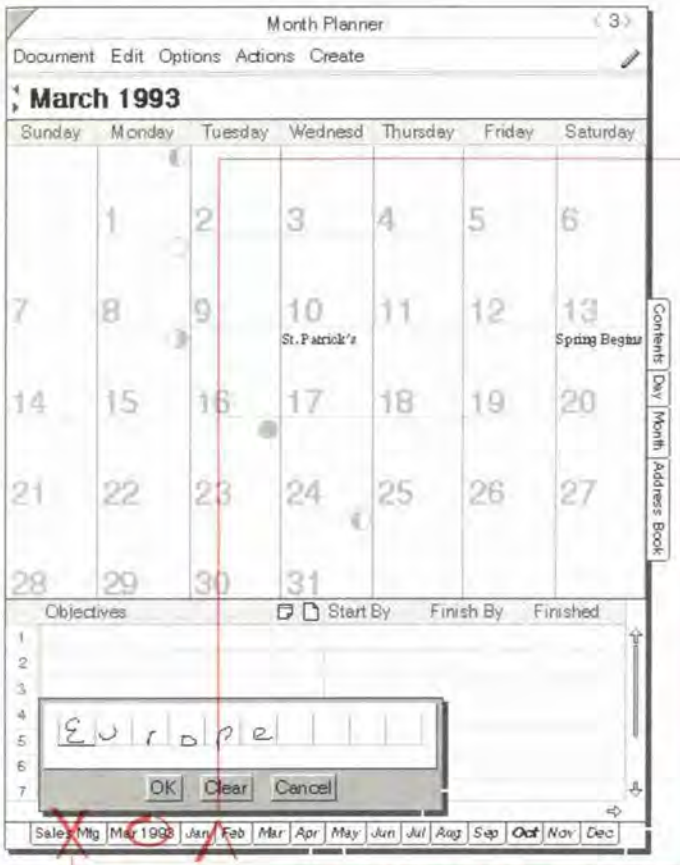 Month Planner < 3 >
Document Edit Options Actions Create
March 1993
Sunday Monday Tuesday Wednesd Thursday Friday Saturday
1 2 3 4 5 6
7 8 9 10 11 12 13
St. Patrick's Spring Begins
14 15 16 17 18 19 20
21 22 23 24 25 26 27
28 29 30 31
Contents Day Month Address Book
Objectives Start By Finish By Finished
1
2
3
4
5
6
7
Europe
OK Clear Cancel
Sales Mtg Mar 1993 Jan Feb Mar Apr May Jun Jul Aug Sep Oct Nov Dec